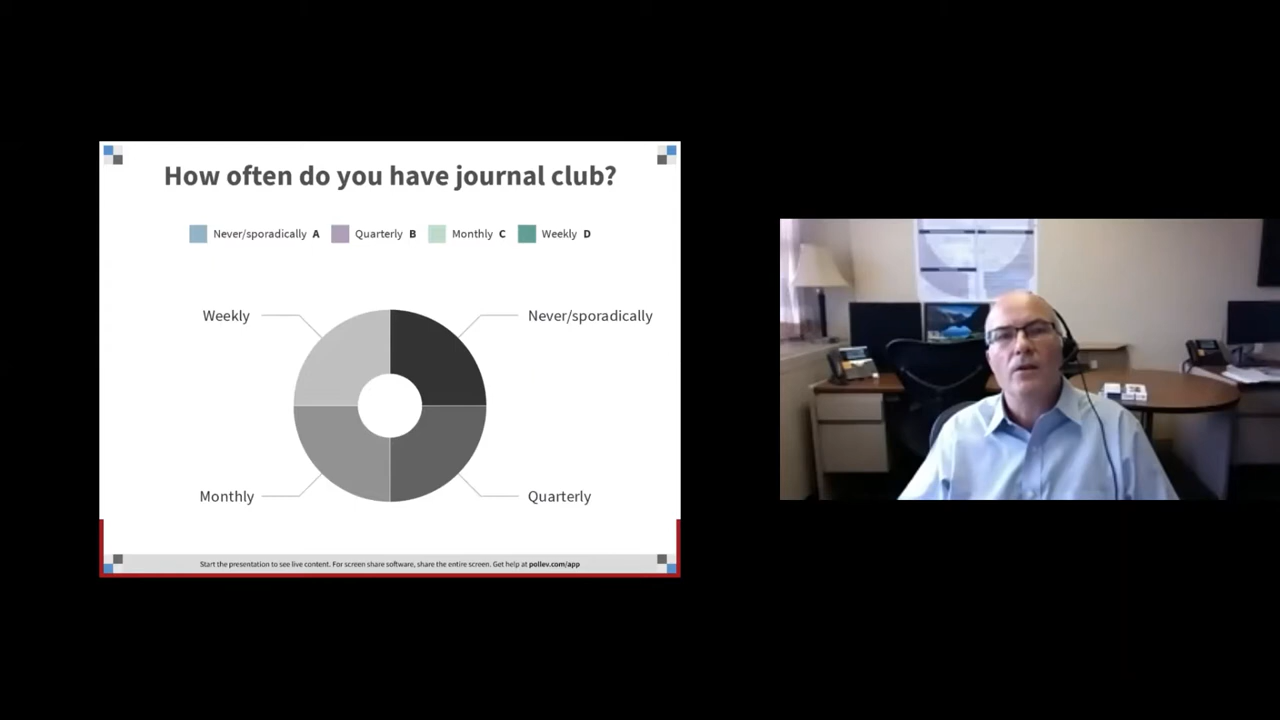 How often do you have journal club?
Never/sporadically A Quarterly B Monthly C Weekly D
Weekly
Never/sporadically
Monthly
Quarterly
Start the presentation to see live content. For screen share software, share the entire screen. Get help at pollev.com/app